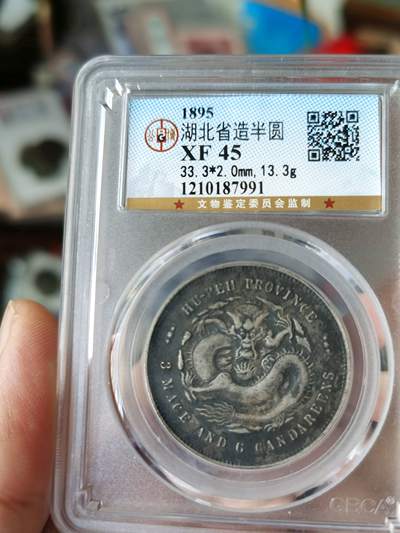 1895
湖北省造半圆
XF 45
33.3*2.0mm,13.3g
1210187991
★ 文物鉴定委员会监制 ★
HU-PEH PROVINCE
3 MACE AND 6 CANDAREENS
GBCA